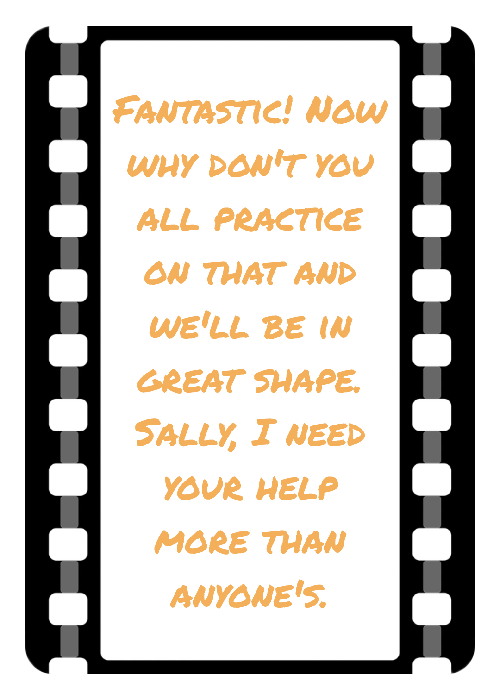 Fantastic! Now
why don't you
all practice
on that and
we'll be in
great shape.
Sally, I need
your help
more than
anyone's.